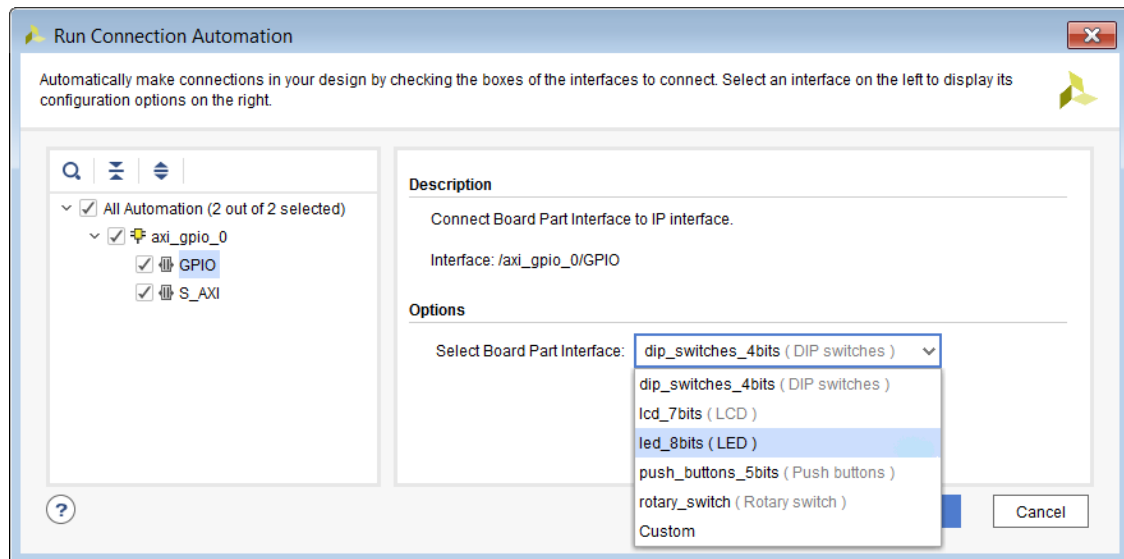 Run Connection Automation
Automatically make connections in your design by checking the boxes of the interfaces to connect. Select an interface on the left to display its
configuration options on the right.
All Automation (2 out of 2 selected)
axi_gpio_0
GPIO
S_AXI
Description
Connect Board Part Interface to IP interface.
Interface: /axi_gpio_0/GPIO
Options
Select Board Part Interface: dip_switches_4bits ( DIP switches )
dip_switches_4bits ( DIP switches )
lcd_7bits ( LCD )
led_8bits ( LED )
push_buttons_5bits ( Push buttons )
rotary_switch ( Rotary switch )
Custom
?
Cancel